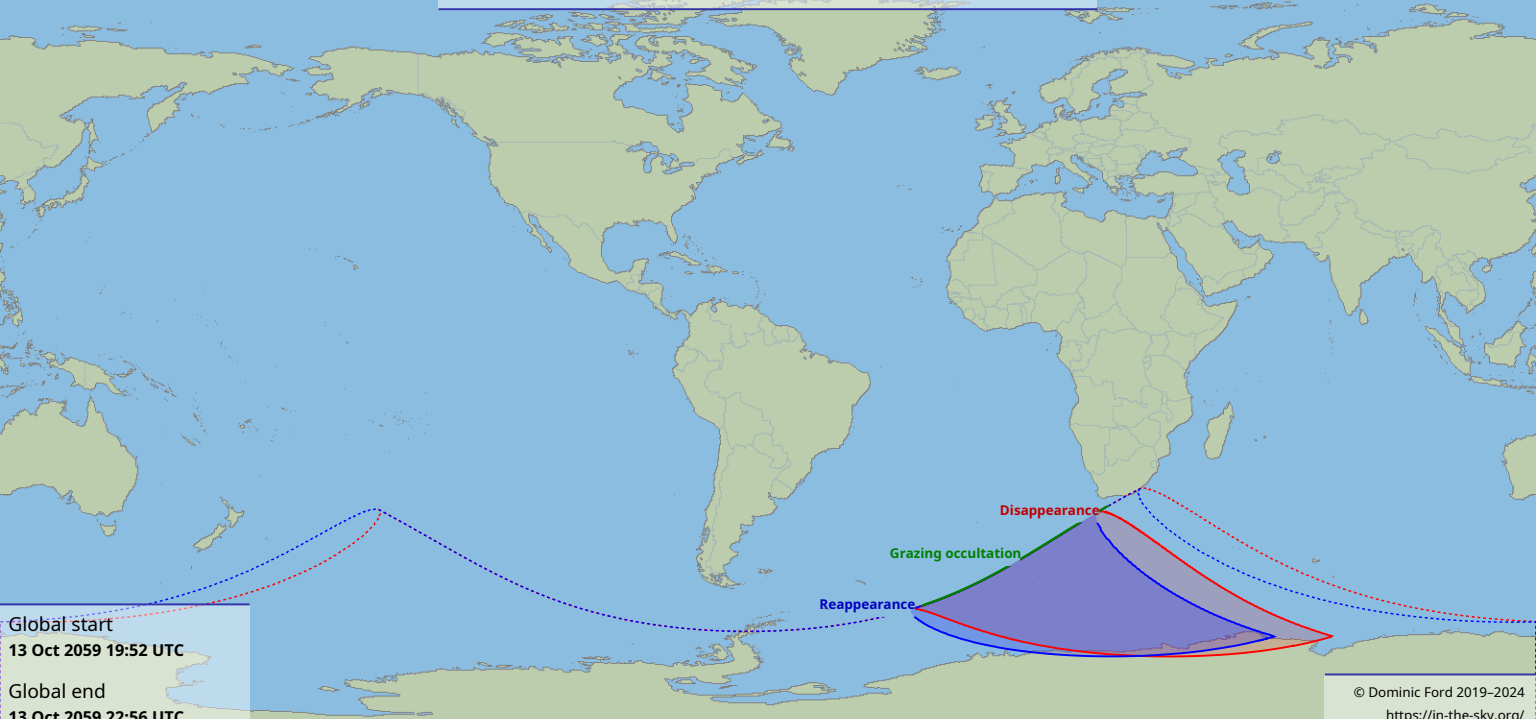 Disappearance
Grazing occultation
Reappearance
Global start
13 Oct 2059 19:52 UTC
Global end
13 Oct 2059 22:56 UTC
© Dominic Ford 2019–2024
https://in-the-sky.org/